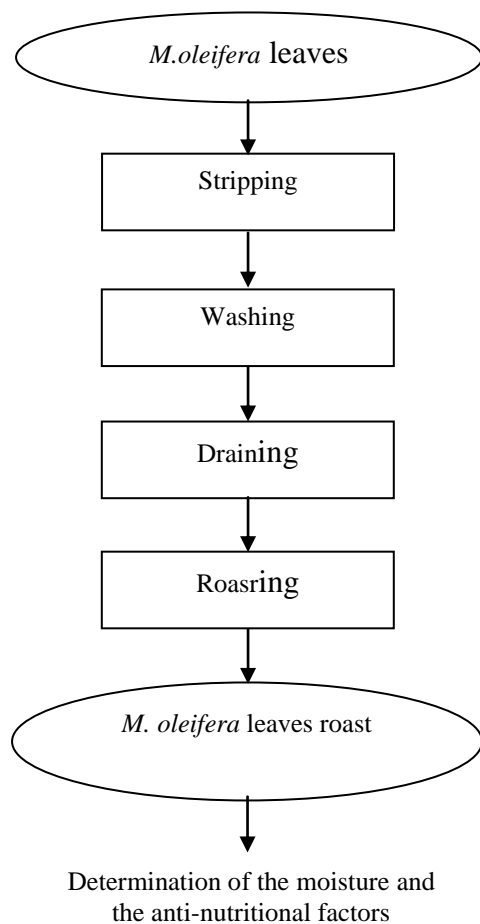 M.oleifera leaves
Stripping
Washing
Draining
Roasring
M. oleifera leaves roast
Determination of the moisture and
the anti-nutritional factors